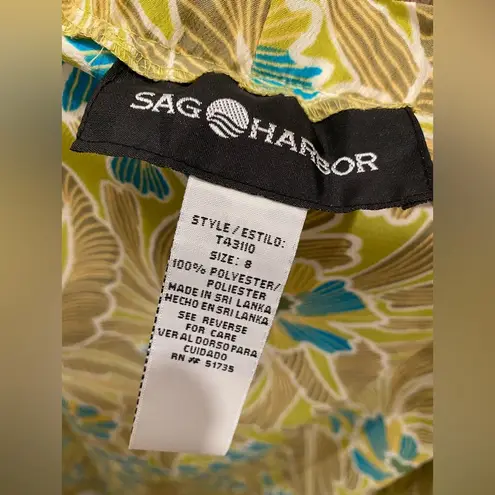 SAG HARBOR
STYLE/ESTILO:
T43110
SIZE: 8
100% POLYESTER/
POLIESTER
MADE IN SRI LANKA
HECHO EN SRI LANKA
SEE REVERSE
FOR CARE
VER AL DORSO PARA
CUIDADO
RN # 51735